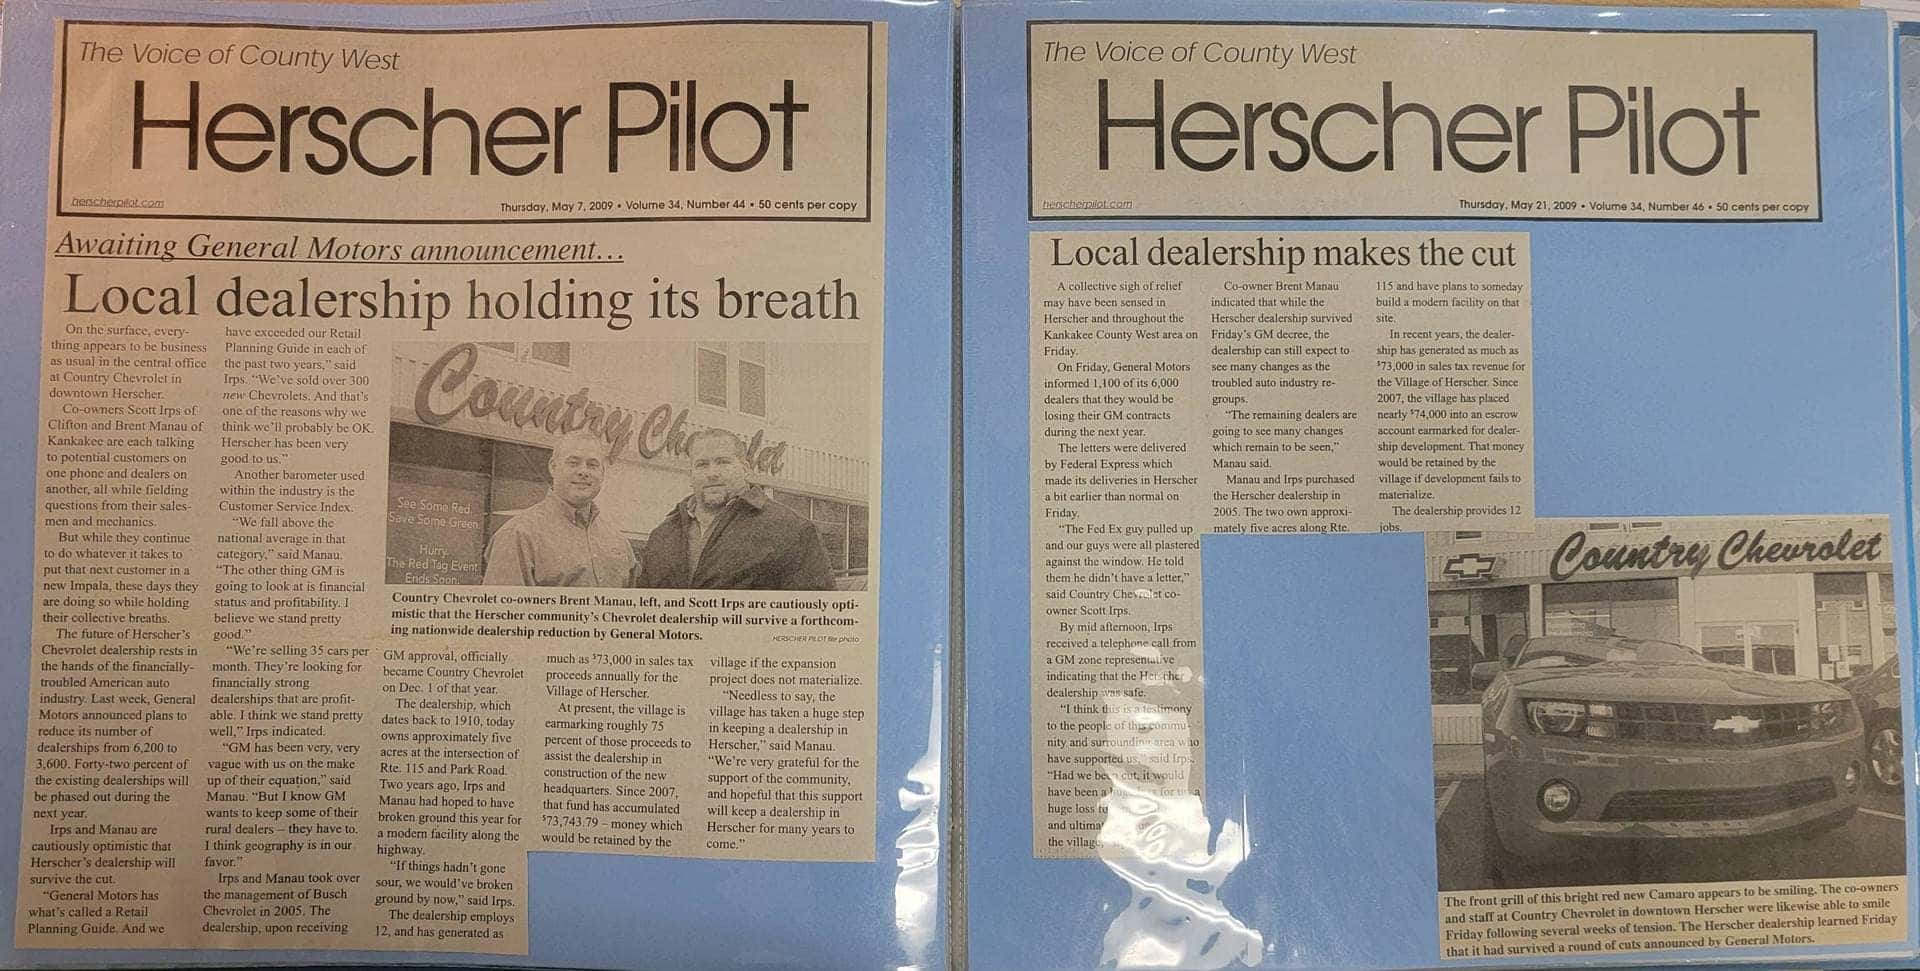 The Voice of County West
Herscher Pilot
herscherpilot.com
Thursday, May 7, 2009 • Volume 34, Number 44 • 50 cents per copy
Awaiting General Motors announcement…
Local dealership holding its breath
On the surface, every-
thing appears to be business
as usual in the central office
at Country Chevrolet in
downtown Herscher.
Co-owners Scott Irps of
Clifton and Brent Manau of
Kankakee are each talking
to potential customers on
one phone and dealers on
another, all while fielding
questions from their sales-
men and mechanics.
But while they continue
to do whatever it takes to
put that next customer in a
new Impala, these days they
are doing so while holding
their collective breaths.
The future of Herscher's
Chevrolet dealership rests in
the hands of the financially-
troubled American auto
industry. Last week, General
Motors announced plans to
reduce its number of
dealerships from 6,200 to
3,600. Forty-two percent of
the existing dealerships will
be phased out during the
next year.
Irps and Manau are
cautiously optimistic that
Herscher's dealership will
survive the cut.
"General Motors has
what's called a Retail
Planning Guide. And we
have exceeded our Retail
Planning Guide in each of
the past two years," said
Irps. "We've sold over 300
new Chevrolets. And that's
one of the reasons why we
think we'll probably be OK.
Herscher has been very
good to us."
Another barometer used
within the industry is the
Customer Service Index.
"We fall above the
national average in that
category," said Manau.
"The other thing GM is
going to look at is financial
status and profitability. I
believe we stand pretty
good."
"We're selling 35 cars per
month. They're looking for
financially strong
dealerships that are profit-
able. I think we stand pretty
well," Irps indicated.
"GM has been very, very
vague with us on the make
up of their equation," said
Manau. "But I know GM
wants to keep some of their
rural dealers – they have to.
I think geography is in our
favor."
Irps and Manau took over
the management of Busch
Chevrolet in 2005. The
dealership, upon receiving
Country Chevrolet
See Some Red.
Save Some Green.
Hurry.
The Red Tag Event
Ends Soon.
Country Chevrolet co-owners Brent Manau, left, and Scott Irps are cautiously opti-
mistic that the Herscher community's Chevrolet dealership will survive a forthcom-
ing nationwide dealership reduction by General Motors.
HERSCHER PILOT file photo
GM approval, officially
became Country Chevrolet
on Dec. 1 of that year.
The dealership, which
dates back to 1910, today
owns approximately five
acres at the intersection of
Rte. 115 and Park Road.
Two years ago, Irps and
Manau had hoped to have
broken ground this year for
a modern facility along the
highway.
"If things hadn't gone
sour, we would've broken
ground by now," said Irps.
The dealership employs
12, and has generated as
much as $73,000 in sales tax
proceeds annually for the
Village of Herscher.
At present, the village is
earmarking roughly 75
percent of those proceeds to
assist the dealership in
construction of the new
headquarters. Since 2007,
that fund has accumulated
$73,743.79 – money which
would be retained by the
village if the expansion
project does not materialize.
"Needless to say, the
village has taken a huge step
in keeping a dealership in
Herscher," said Manau.
"We're very grateful for the
support of the community,
and hopeful that this support
will keep a dealership in
Herscher for many years to
come."
The Voice of County West
Herscher Pilot
herscherpilot.com
Thursday, May 21, 2009 • Volume 34, Number 46 • 50 cents per copy
Local dealership makes the cut
A collective sigh of relief
may have been sensed in
Herscher and throughout the
Kankakee County West area on
Friday.
On Friday, General Motors
informed 1,100 of its 6,000
dealers that they would be
losing their GM contracts
during the next year.
The letters were delivered
by Federal Express which
made its deliveries in Herscher
a bit earlier than normal on
Friday.
"The Fed Ex guy pulled up
and our guys were all plastered
against the window. He told
them he didn't have a letter,"
said Country Chevrolet co-
owner Scott Irps.
By mid afternoon, Irps
received a telephone call from
a GM zone representative
indicating that the Herscher
dealership was safe.
"I think this is a testimony
to the people of this commu-
nity and surrounding area who
have supported us," said Irps.
"Had we been cut, it would
have been a huge loss for us, a
huge loss
and
the village,
Co-owner Brent Manau
indicated that while the
Herscher dealership survived
Friday's GM decree, the
dealership can still expect to
see many changes as the
troubled auto industry re-
groups.
"The remaining dealers are
going to see many changes
which remain to be seen,"
Manau said.
Manau and Irps purchased
the Herscher dealership in
2005. The two own approxi-
mately five acres along Rte.
115 and have plans to someday
build a modern facility on that
site.
In recent years, the dealer-
ship has generated as much as
$73,000 in sales tax revenue for
the Village of Herscher. Since
2007, the village has placed
nearly $74,000 into an escrow
account earmarked for dealer-
ship development. That money
would be retained by the
village if development fails to
materialize.
The dealership provides 12
jobs.
Country Chevrolet
The front grill of this bright red new Camaro appears to be smiling. The co-owners
and staff at Country Chevrolet in downtown Herscher were likewise able to smile
Friday following several weeks of tension. The Herscher dealership learned Friday
that it had survived a round of cuts announced by General Motors.